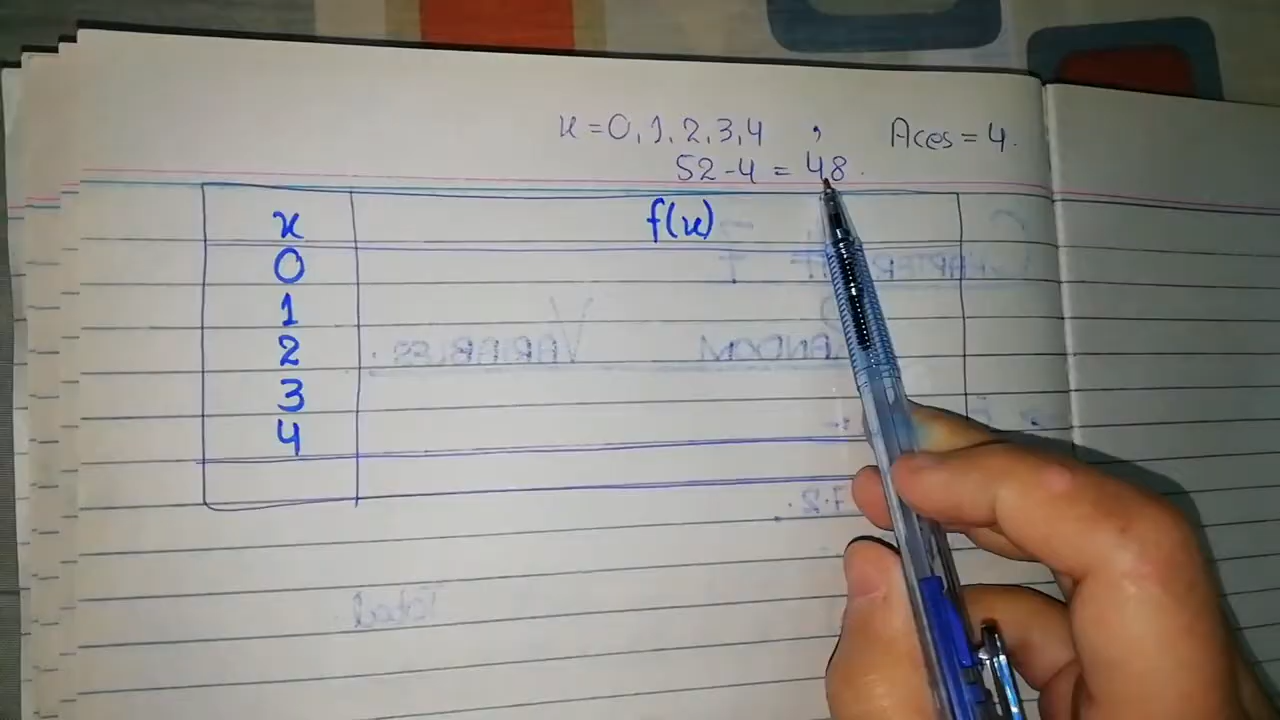 x = 0, 1, 2, 3, 4 , Aces = 4.
52 - 4 = 48.
x f(x)
0
1
2
3
4